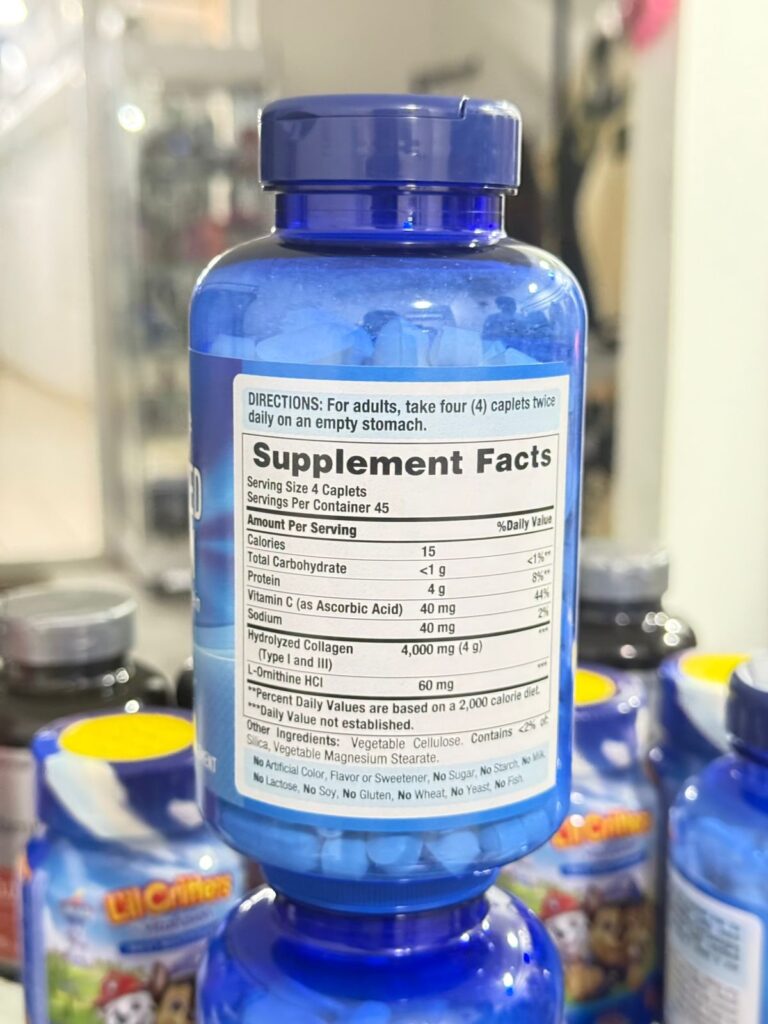 DIRECTIONS: For adults, take four (4) caplets twice
daily on an empty stomach.
Supplement Facts
Serving Size 4 Caplets
Servings Per Container 45
Amount Per Serving %Daily Value
Calories 15
Total Carbohydrate <1 g <1%**
Protein 4 g 8%**
Vitamin C (as Ascorbic Acid) 40 mg 44%
Sodium 40 mg 2%
Hydrolyzed Collagen 4,000 mg (4 g) ***
(Type I and III)
L-Ornithine HCl 60 mg ***
**Percent Daily Values are based on a 2,000 calorie diet.
***Daily Value not established.
Other Ingredients: Vegetable Cellulose. Contains <2% of:
Silica, Vegetable Magnesium Stearate.
No Artificial Color, Flavor or Sweetener, No Sugar, No Starch, No Milk,
No Lactose, No Soy, No Gluten, No Wheat, No Yeast, No Fish.
L'il Critters
L'il Critters